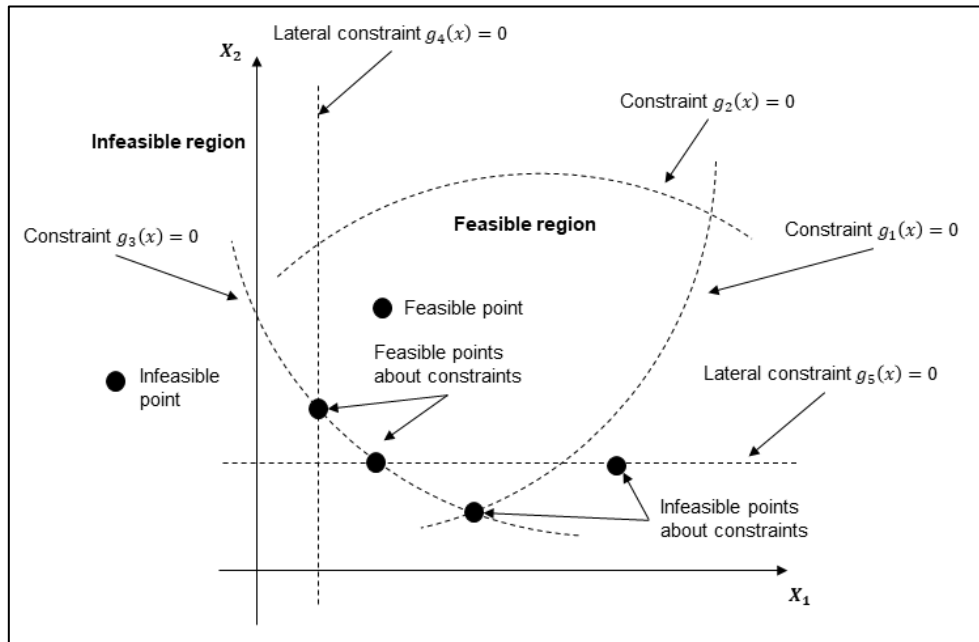 Lateral constraint g₄(x) = 0
X₂
Constraint g₂(x) = 0
Infeasible region
Feasible region
Constraint g₃(x) = 0
Constraint g₁(x) = 0
Feasible point
Feasible points
about constraints
Infeasible
point
Lateral constraint g₅(x) = 0
Infeasible points
about constraints
X₁